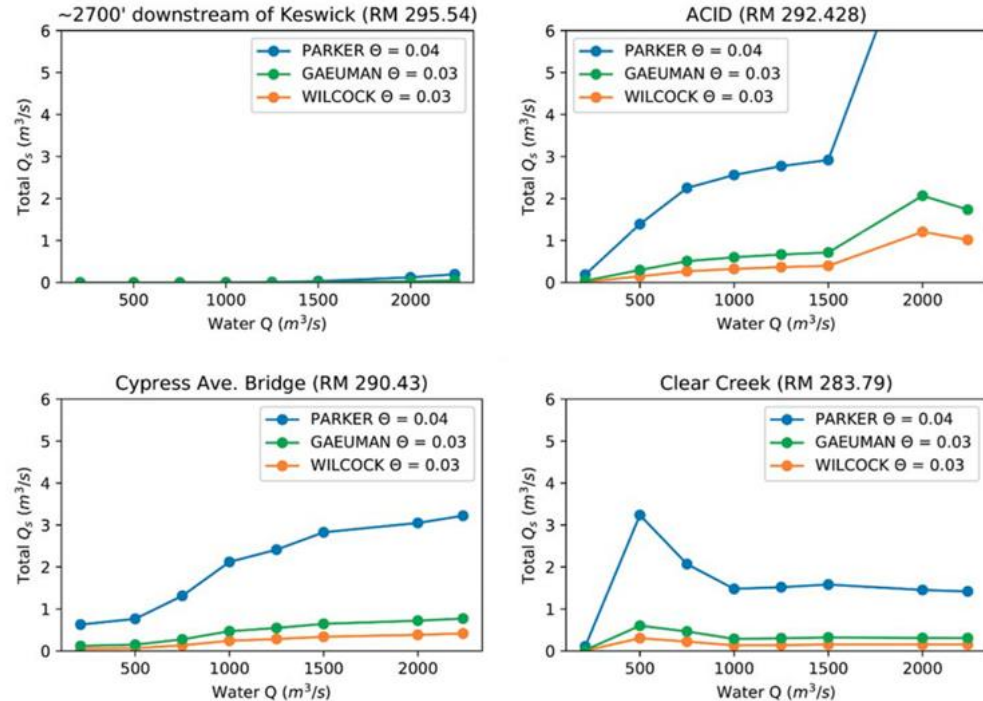 ~2700' downstream of Keswick (RM 295.54)
6
5
4
3
2
1
0
Total Qs (m³/s)
PARKER Θ = 0.04
GAEUMAN Θ = 0.03
WILCOCK Θ = 0.03
500 1000 1500 2000
Water Q (m³/s)
ACID (RM 292.428)
6
5
4
3
2
1
0
Total Qs (m³/s)
PARKER Θ = 0.04
GAEUMAN Θ = 0.03
WILCOCK Θ = 0.03
500 1000 1500 2000
Water Q (m³/s)
Cypress Ave. Bridge (RM 290.43)
6
5
4
3
2
1
0
Total Qs (m³/s)
PARKER Θ = 0.04
GAEUMAN Θ = 0.03
WILCOCK Θ = 0.03
500 1000 1500 2000
Water Q (m³/s)
Clear Creek (RM 283.79)
6
5
4
3
2
1
0
Total Qs (m³/s)
PARKER Θ = 0.04
GAEUMAN Θ = 0.03
WILCOCK Θ = 0.03
500 1000 1500 2000
Water Q (m³/s)